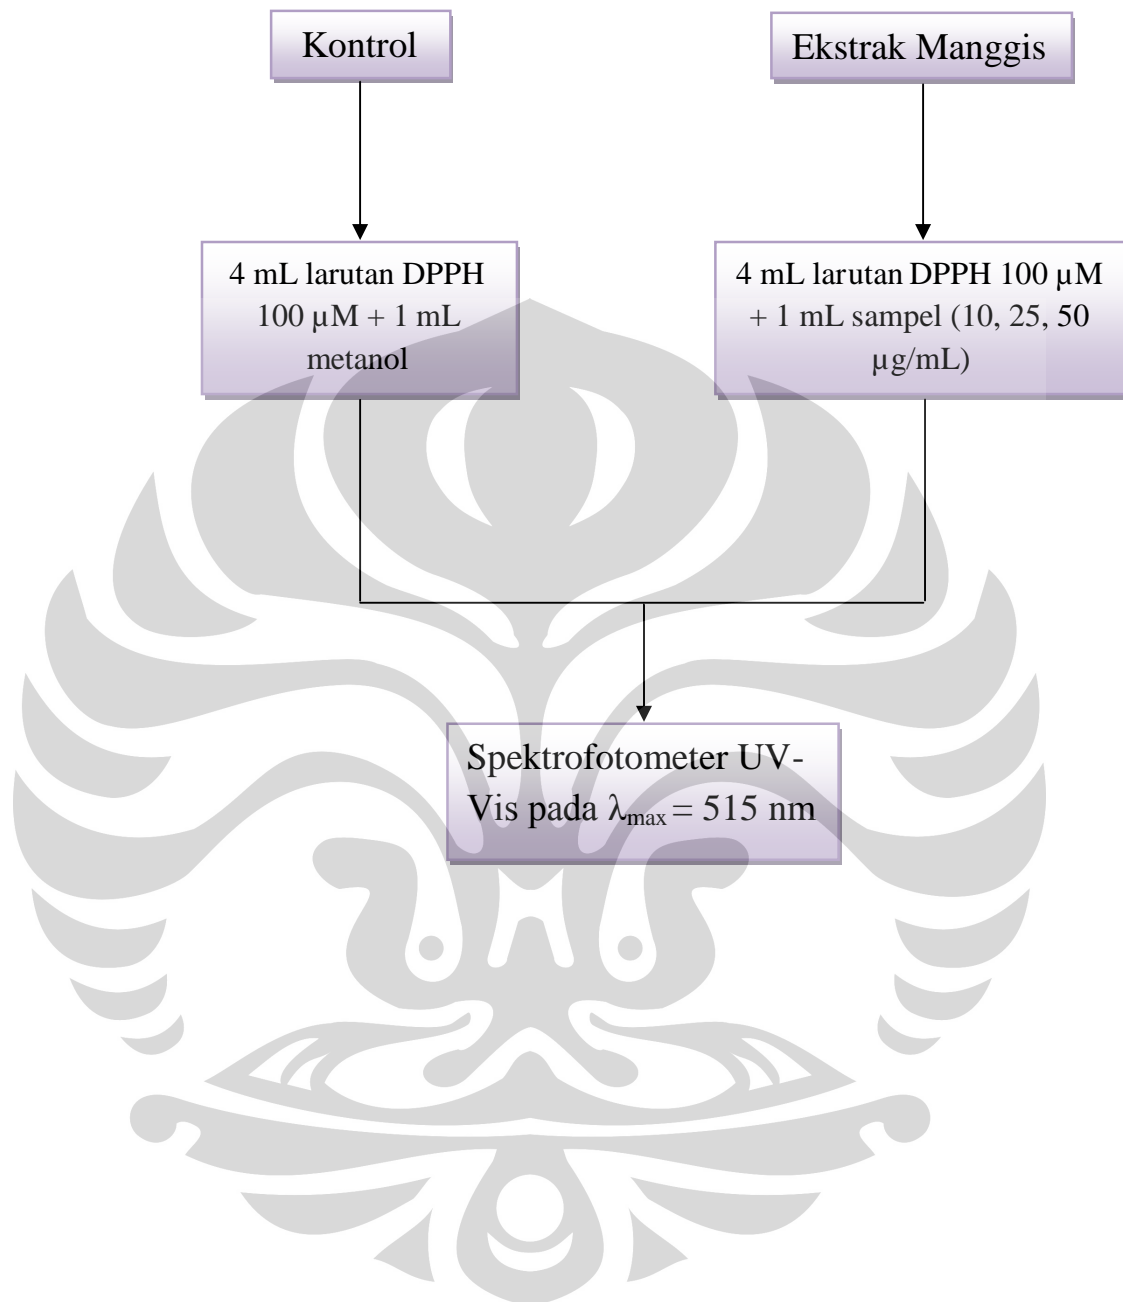 Kontrol
Ekstrak Manggis
4 mL larutan DPPH
100 µM + 1 mL
metanol
4 mL larutan DPPH 100 µM
+ 1 mL sampel (10, 25, 50
µg/mL)
Spektrofotometer UV-
Vis pada λmax = 515 nm